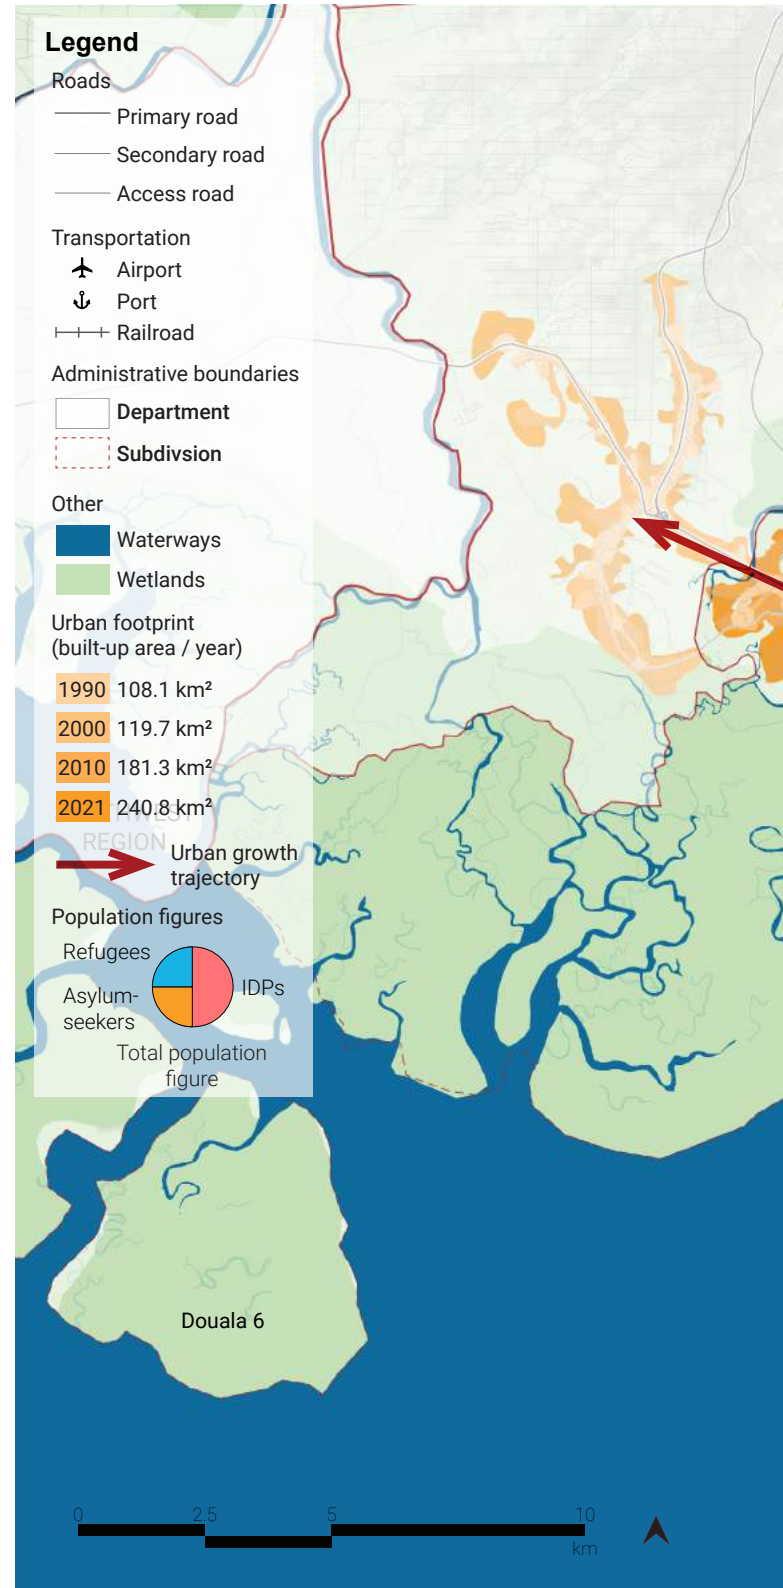 Legend
Roads
Primary road
Secondary road
Access road
Transportation
Airport
Port
Railroad
Administrative boundaries
Department
Subdivsion
Other
Waterways
Wetlands
Urban footprint
(built-up area / year)
1990 108.1 km²
2000 119.7 km²
2010 181.3 km²
2021 240.8 km²
REGION
Urban growth
trajectory
Population figures
Refugees
IDPs
Asylum-
seekers
Total population
figure
Douala 6
0 2.5 5 10
km